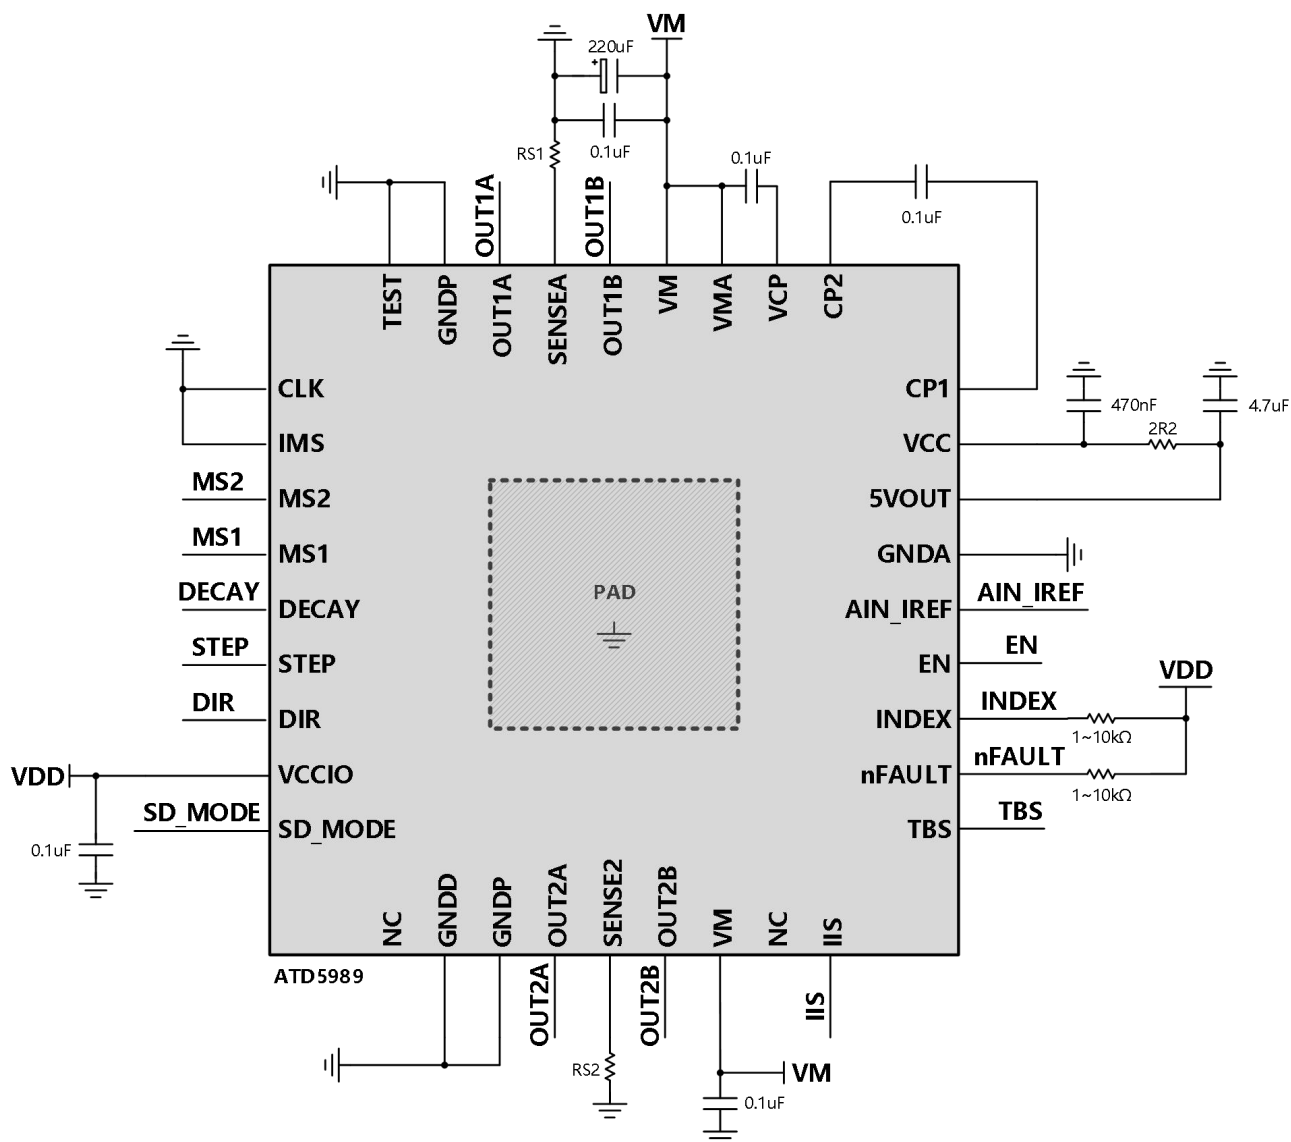 VM
220uF
+
RS1
0.1uF
0.1uF
0.1uF
OUT1A
OUT1B
TEST
GNDP
OUT1A
SENSEA
OUT1B
VM
VMA
VCP
CP2
CLK
IMS
MS2
MS2
MS1
MS1
DECAY
DECAY
STEP
STEP
DIR
DIR
VDD
VCCIO
SD_MODE
SD_MODE
0.1uF
PAD
CP1
VCC
470nF
2R2
4.7uF
5VOUT
GNDA
AIN_IREF
AIN_IREF
EN
EN
VDD
INDEX
INDEX
1~10kΩ
nFAULT
nFAULT
1~10kΩ
TBS
TBS
NC
GNDD
GNDP
OUT2A
SENSE2
OUT2B
VM
NC
IIS
ATD5989
OUT2A
OUT2B
IIS
RS2
VM
0.1uF